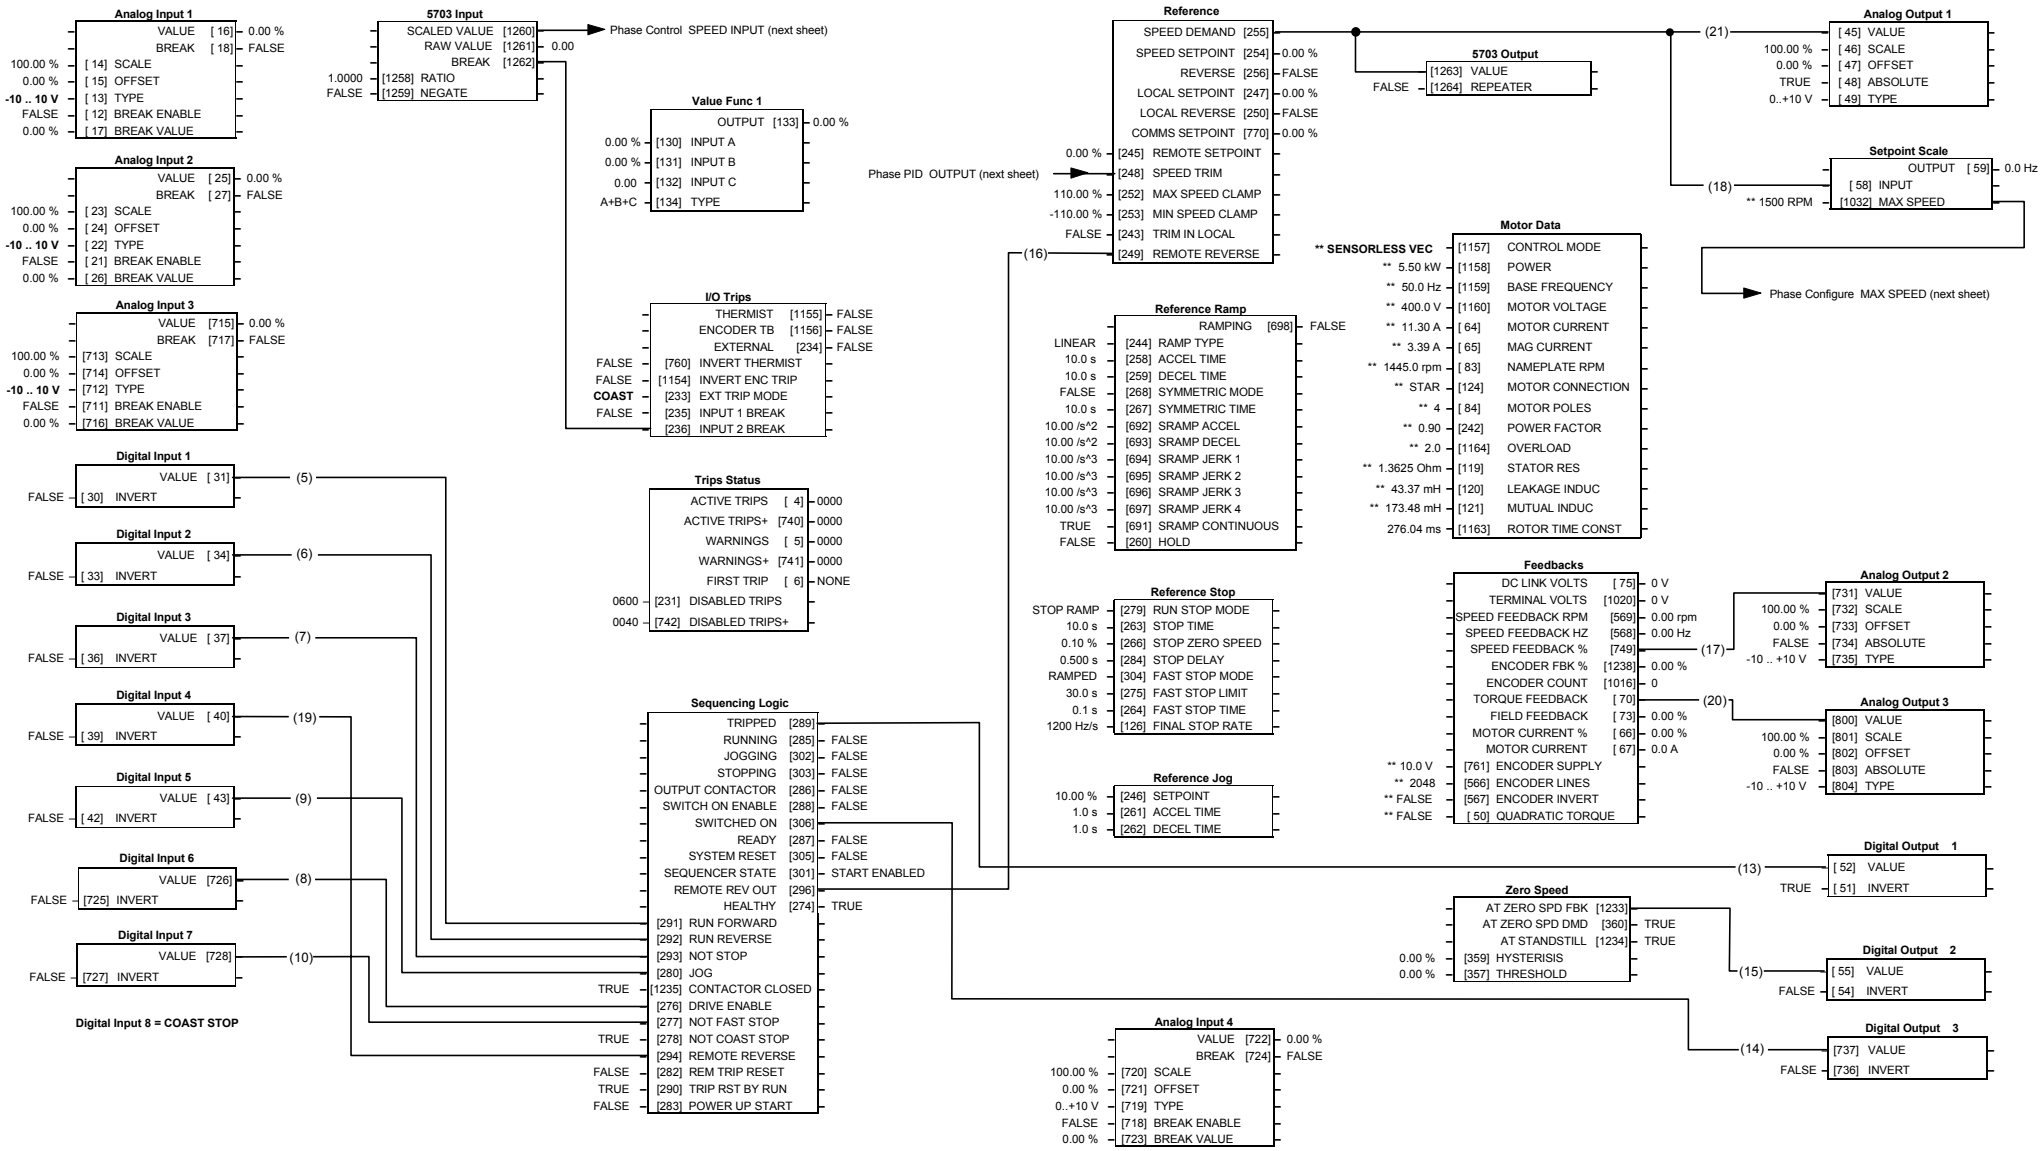 Analog Input 1
VALUE [ 16] 0.00 %
BREAK [ 18] FALSE
100.00 % [ 14] SCALE
0.00 % [ 15] OFFSET
-10 .. 10 V [ 13] TYPE
FALSE [ 12] BREAK ENABLE
0.00 % [ 17] BREAK VALUE
Analog Input 2
VALUE [ 25] 0.00 %
BREAK [ 27] FALSE
100.00 % [ 23] SCALE
0.00 % [ 24] OFFSET
-10 .. 10 V [ 22] TYPE
FALSE [ 21] BREAK ENABLE
0.00 % [ 26] BREAK VALUE
Analog Input 3
VALUE [715] 0.00 %
BREAK [717] FALSE
100.00 % [713] SCALE
0.00 % [714] OFFSET
-10 .. 10 V [712] TYPE
FALSE [711] BREAK ENABLE
0.00 % [716] BREAK VALUE
Digital Input 1
VALUE [ 31] (5)
FALSE [ 30] INVERT
Digital Input 2
VALUE [ 34] (6)
FALSE [ 33] INVERT
Digital Input 3
VALUE [ 37] (7)
FALSE [ 36] INVERT
Digital Input 4
VALUE [ 40] (19)
FALSE [ 39] INVERT
Digital Input 5
VALUE [ 43] (9)
FALSE [ 42] INVERT
Digital Input 6
VALUE [726] (8)
FALSE [725] INVERT
Digital Input 7
VALUE [728] (10)
FALSE [727] INVERT
Digital Input 8 = COAST STOP
5703 Input
SCALED VALUE [1260] Phase Control SPEED INPUT (next sheet)
RAW VALUE [1261] 0.00
BREAK [1262]
1.0000 [1258] RATIO
FALSE [1259] NEGATE
Value Func 1
OUTPUT [133] 0.00 %
0.00 % [130] INPUT A
0.00 % [131] INPUT B
0.00 [132] INPUT C
A+B+C [134] TYPE
I/O Trips
THERMIST [1155] FALSE
ENCODER TB [1156] FALSE
EXTERNAL [234] FALSE
FALSE [760] INVERT THERMIST
FALSE [1154] INVERT ENC TRIP
COAST [233] EXT TRIP MODE
FALSE [235] INPUT 1 BREAK
[236] INPUT 2 BREAK
Trips Status
ACTIVE TRIPS [ 4] 0000
ACTIVE TRIPS+ [740] 0000
WARNINGS [ 5] 0000
WARNINGS+ [741] 0000
FIRST TRIP [ 6] NONE
0600 [231] DISABLED TRIPS
0040 [742] DISABLED TRIPS+
Sequencing Logic
TRIPPED [289]
RUNNING [285] FALSE
JOGGING [302] FALSE
STOPPING [303] FALSE
OUTPUT CONTACTOR [286] FALSE
SWITCH ON ENABLE [288] FALSE
SWITCHED ON [306]
READY [287] FALSE
SYSTEM RESET [305] FALSE
SEQUENCER STATE [301] START ENABLED
REMOTE REV OUT [296]
HEALTHY [274] TRUE
[291] RUN FORWARD
[292] RUN REVERSE
[293] NOT STOP
[280] JOG
TRUE [1235] CONTACTOR CLOSED
[276] DRIVE ENABLE
[277] NOT FAST STOP
TRUE [278] NOT COAST STOP
[294] REMOTE REVERSE
FALSE [282] REM TRIP RESET
TRUE [290] TRIP RST BY RUN
FALSE [283] POWER UP START
Reference
SPEED DEMAND [255]
SPEED SETPOINT [254] 0.00 %
REVERSE [256] FALSE
LOCAL SETPOINT [247] 0.00 %
LOCAL REVERSE [250] FALSE
COMMS SETPOINT [770] 0.00 %
0.00 % [245] REMOTE SETPOINT
Phase PID OUTPUT (next sheet) [248] SPEED TRIM
110.00 % [252] MAX SPEED CLAMP
-110.00 % [253] MIN SPEED CLAMP
FALSE [243] TRIM IN LOCAL
(16) [249] REMOTE REVERSE
Reference Ramp
RAMPING [698] FALSE
LINEAR [244] RAMP TYPE
10.0 s [258] ACCEL TIME
10.0 s [259] DECEL TIME
FALSE [268] SYMMETRIC MODE
10.0 s [267] SYMMETRIC TIME
10.00 /s^2 [692] SRAMP ACCEL
10.00 /s^2 [693] SRAMP DECEL
10.00 /s^3 [694] SRAMP JERK 1
10.00 /s^3 [695] SRAMP JERK 2
10.00 /s^3 [696] SRAMP JERK 3
10.00 /s^3 [697] SRAMP JERK 4
TRUE [691] SRAMP CONTINUOUS
FALSE [260] HOLD
Reference Stop
STOP RAMP [279] RUN STOP MODE
10.0 s [263] STOP TIME
0.10 % [266] STOP ZERO SPEED
0.500 s [284] STOP DELAY
RAMPED [304] FAST STOP MODE
30.0 s [275] FAST STOP LIMIT
0.1 s [264] FAST STOP TIME
1200 Hz/s [126] FINAL STOP RATE
Reference Jog
10.00 % [246] SETPOINT
1.0 s [261] ACCEL TIME
1.0 s [262] DECEL TIME
Analog Input 4
VALUE [722] 0.00 %
BREAK [724] FALSE
100.00 % [720] SCALE
0.00 % [721] OFFSET
0..+10 V [719] TYPE
FALSE [718] BREAK ENABLE
0.00 % [723] BREAK VALUE
5703 Output
[1263] VALUE
FALSE [1264] REPEATER
Motor Data
** SENSORLESS VEC [1157] CONTROL MODE
** 5.50 kW [1158] POWER
** 50.0 Hz [1159] BASE FREQUENCY
** 400.0 V [1160] MOTOR VOLTAGE
** 11.30 A [ 64] MOTOR CURRENT
** 3.39 A [ 65] MAG CURRENT
** 1445.0 rpm [ 83] NAMEPLATE RPM
** STAR [124] MOTOR CONNECTION
** 4 [ 84] MOTOR POLES
** 0.90 [242] POWER FACTOR
** 2.0 [1164] OVERLOAD
** 1.3625 Ohm [119] STATOR RES
** 43.37 mH [120] LEAKAGE INDUC
** 173.48 mH [121] MUTUAL INDUC
276.04 ms [1163] ROTOR TIME CONST
Feedbacks
DC LINK VOLTS [ 75] 0 V
TERMINAL VOLTS [1020] 0 V
SPEED FEEDBACK RPM [569] 0.00 rpm
SPEED FEEDBACK HZ [568] 0.00 Hz
SPEED FEEDBACK % [749] (17)
ENCODER FBK % [1238] 0.00 %
ENCODER COUNT [1016] 0
TORQUE FEEDBACK [ 70] (20)
FIELD FEEDBACK [ 73] 0.00 %
MOTOR CURRENT % [ 66] 0.00 %
MOTOR CURRENT [ 67] 0.0 A
** 10.0 V [761] ENCODER SUPPLY
** 2048 [566] ENCODER LINES
** FALSE [567] ENCODER INVERT
** FALSE [ 50] QUADRATIC TORQUE
Zero Speed
AT ZERO SPD FBK [1233]
AT ZERO SPD DMD [360] TRUE
AT STANDSTILL [1234] TRUE
0.00 % [359] HYSTERISIS
0.00 % [357] THRESHOLD
Analog Output 1
(21) [ 45] VALUE
100.00 % [ 46] SCALE
0.00 % [ 47] OFFSET
TRUE [ 48] ABSOLUTE
0..+10 V [ 49] TYPE
Setpoint Scale
OUTPUT [ 59] 0.0 Hz
(18) [ 58] INPUT
** 1500 RPM [1032] MAX SPEED
Phase Configure MAX SPEED (next sheet)
Analog Output 2
[731] VALUE
100.00 % [732] SCALE
0.00 % [733] OFFSET
FALSE [734] ABSOLUTE
-10 .. +10 V [735] TYPE
Analog Output 3
[800] VALUE
100.00 % [801] SCALE
0.00 % [802] OFFSET
FALSE [803] ABSOLUTE
-10 .. +10 V [804] TYPE
Digital Output 1
(13) [ 52] VALUE
TRUE [ 51] INVERT
Digital Output 2
(15) [ 55] VALUE
FALSE [ 54] INVERT
Digital Output 3
(14) [737] VALUE
FALSE [736] INVERT